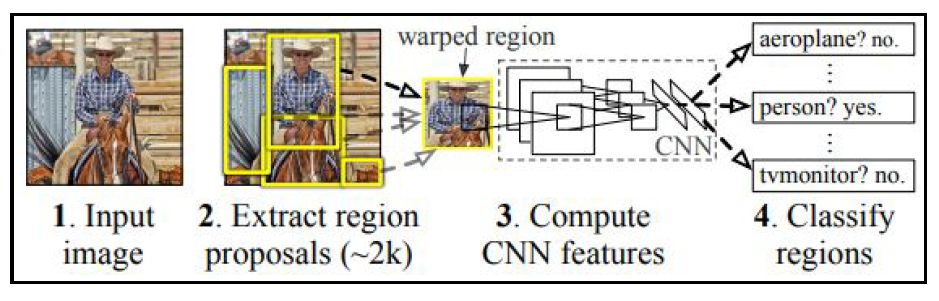 warped region
aeroplane? no.
⋮
person? yes.
⋮
tvmonitor? no.
CNN
1. Input
image
2. Extract region
proposals (~2k)
3. Compute
CNN features
4. Classify
regions